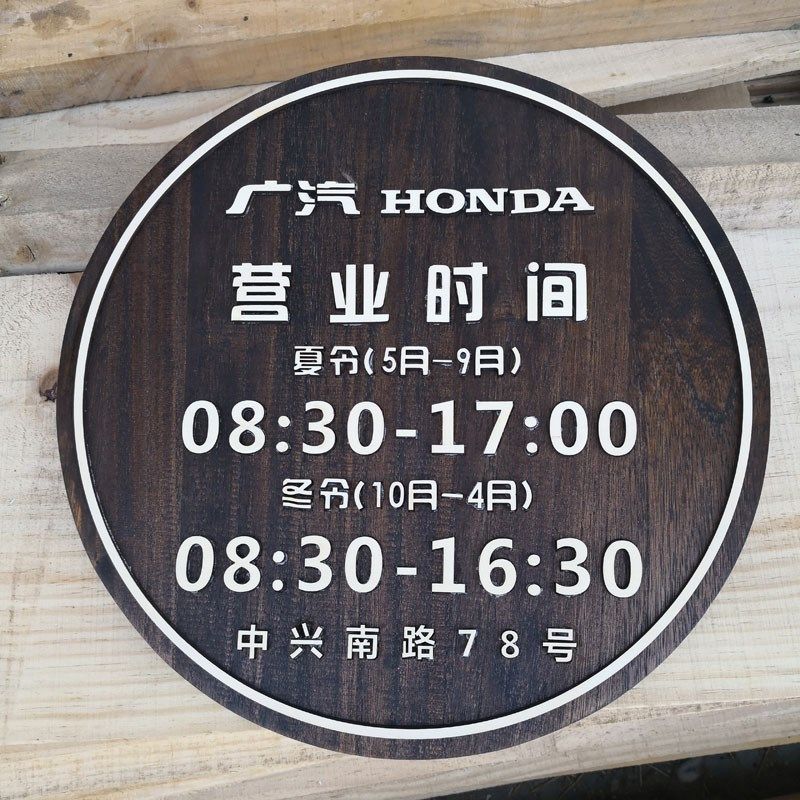 广汽 HONDA
营业时间
夏令(5月-9月)
08:30-17:00
冬令(10月-4月)
08:30-16:30
中兴南路78号